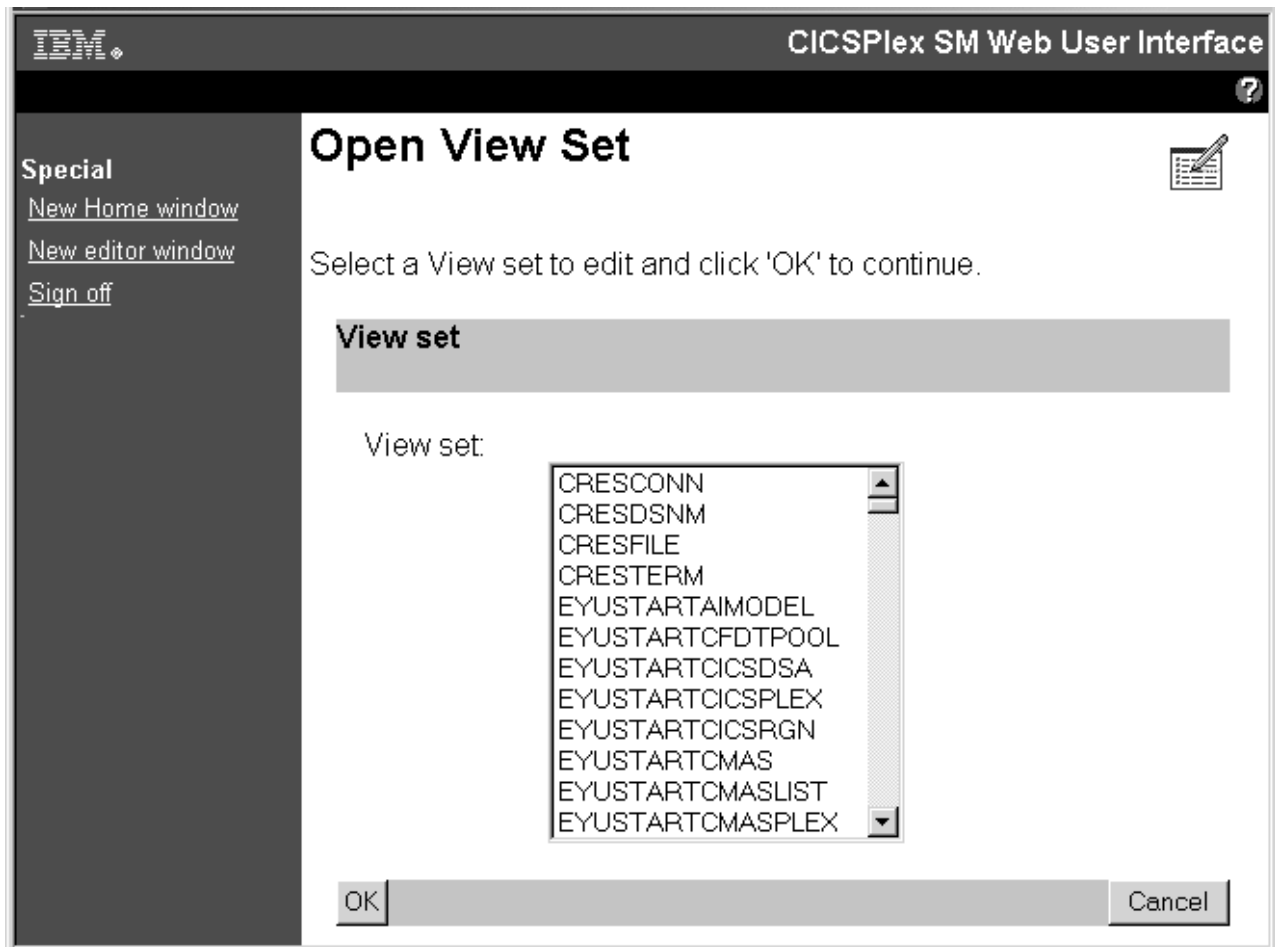 IBM.
CICSPlex SM Web User Interface
?
Special
New Home window
New editor window
Sign off
Open View Set
Select a View set to edit and click 'OK' to continue.
View set
View set:
CRESCONN
CRESDSNM
CRESFILE
CRESTERM
EYUSTARTAIMODEL
EYUSTARTCFDTPOOL
EYUSTARTCICSDSA
EYUSTARTCICSPLEX
EYUSTARTCICSRGN
EYUSTARTCMAS
EYUSTARTCMASLIST
EYUSTARTCMASPLEX
OK
Cancel